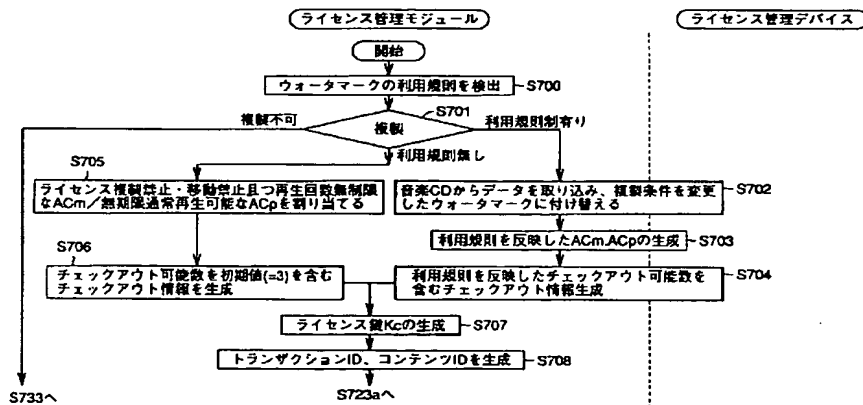 ライセンス管理モジュール
ライセンス管理デバイス
開始
ウォータマークの利用規則を検出
S700
S701
複製不可
複製
利用規則制有り
利用規則無し
S705
ライセンス複製禁止・移動禁止且つ再生回数無制限
なACm/無期限通常再生可能なACpを割り当てる
音楽CDからデータを取り込み、複製条件を変更
したウォータマークに付け替える
S702
利用規則を反映したACm,ACpの生成
S703
S706
チェックアウト可能数を初期値(=3)を含む
チェックアウト情報を生成
利用規則を反映したチェックアウト可能数を
含むチェックアウト情報生成
S704
ライセンス鍵Kcの生成
S707
トランザクションID、コンテンツIDを生成
S708
S733へ
S723aへ